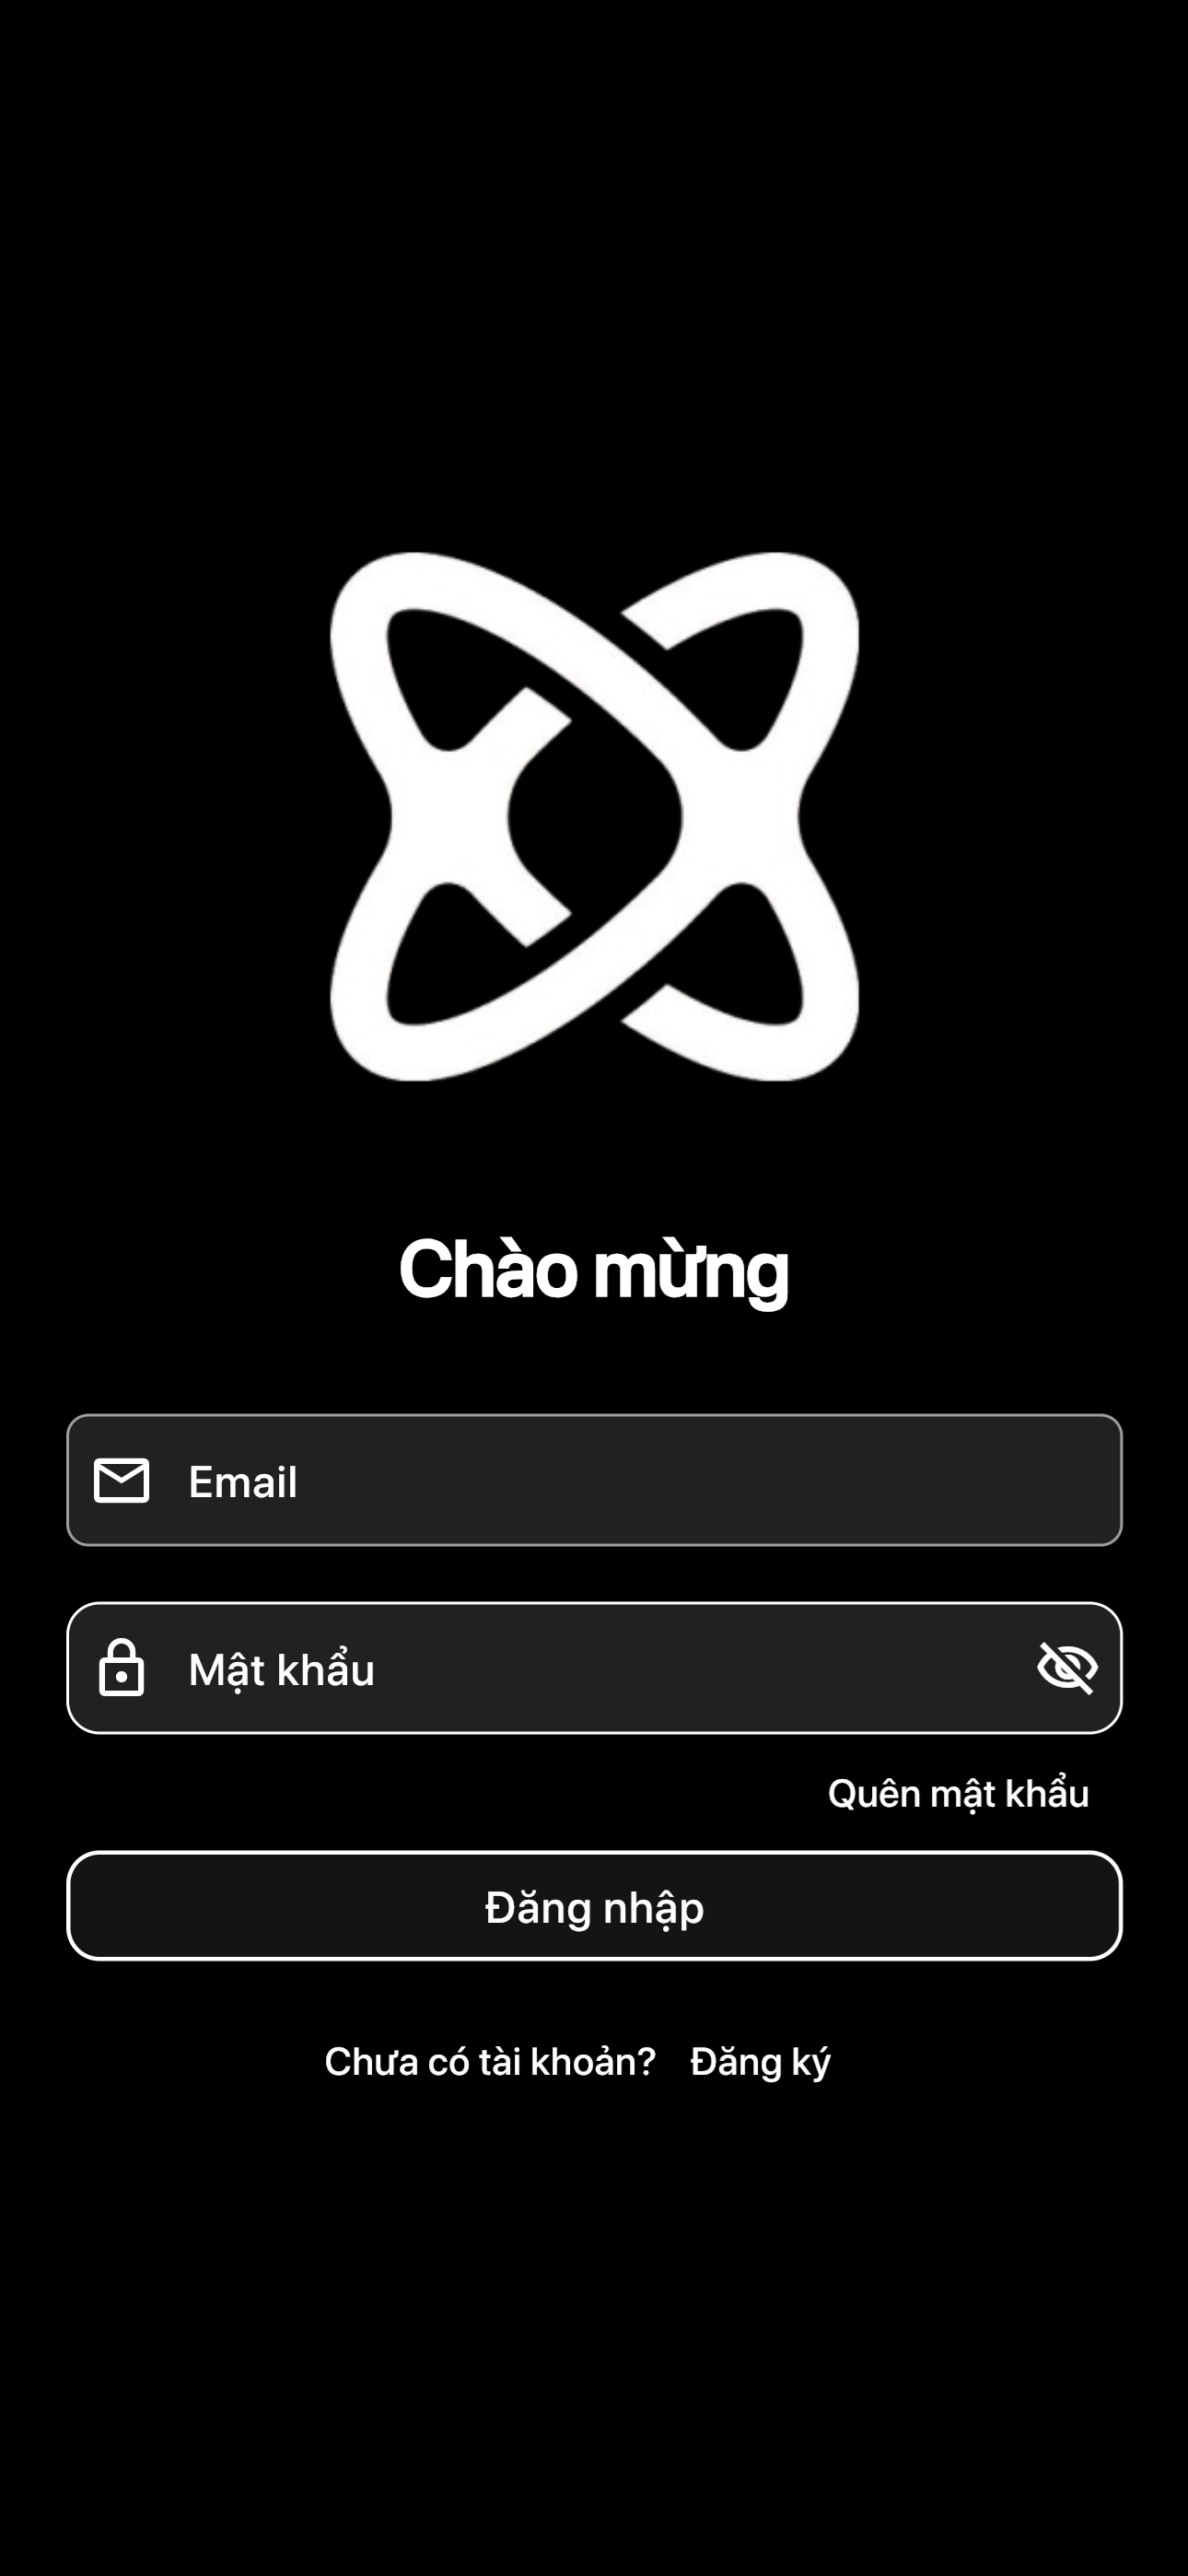 Chào mừng
Email
Mật khẩu
Quên mật khẩu
Đăng nhập
Chưa có tài khoản? Đăng ký